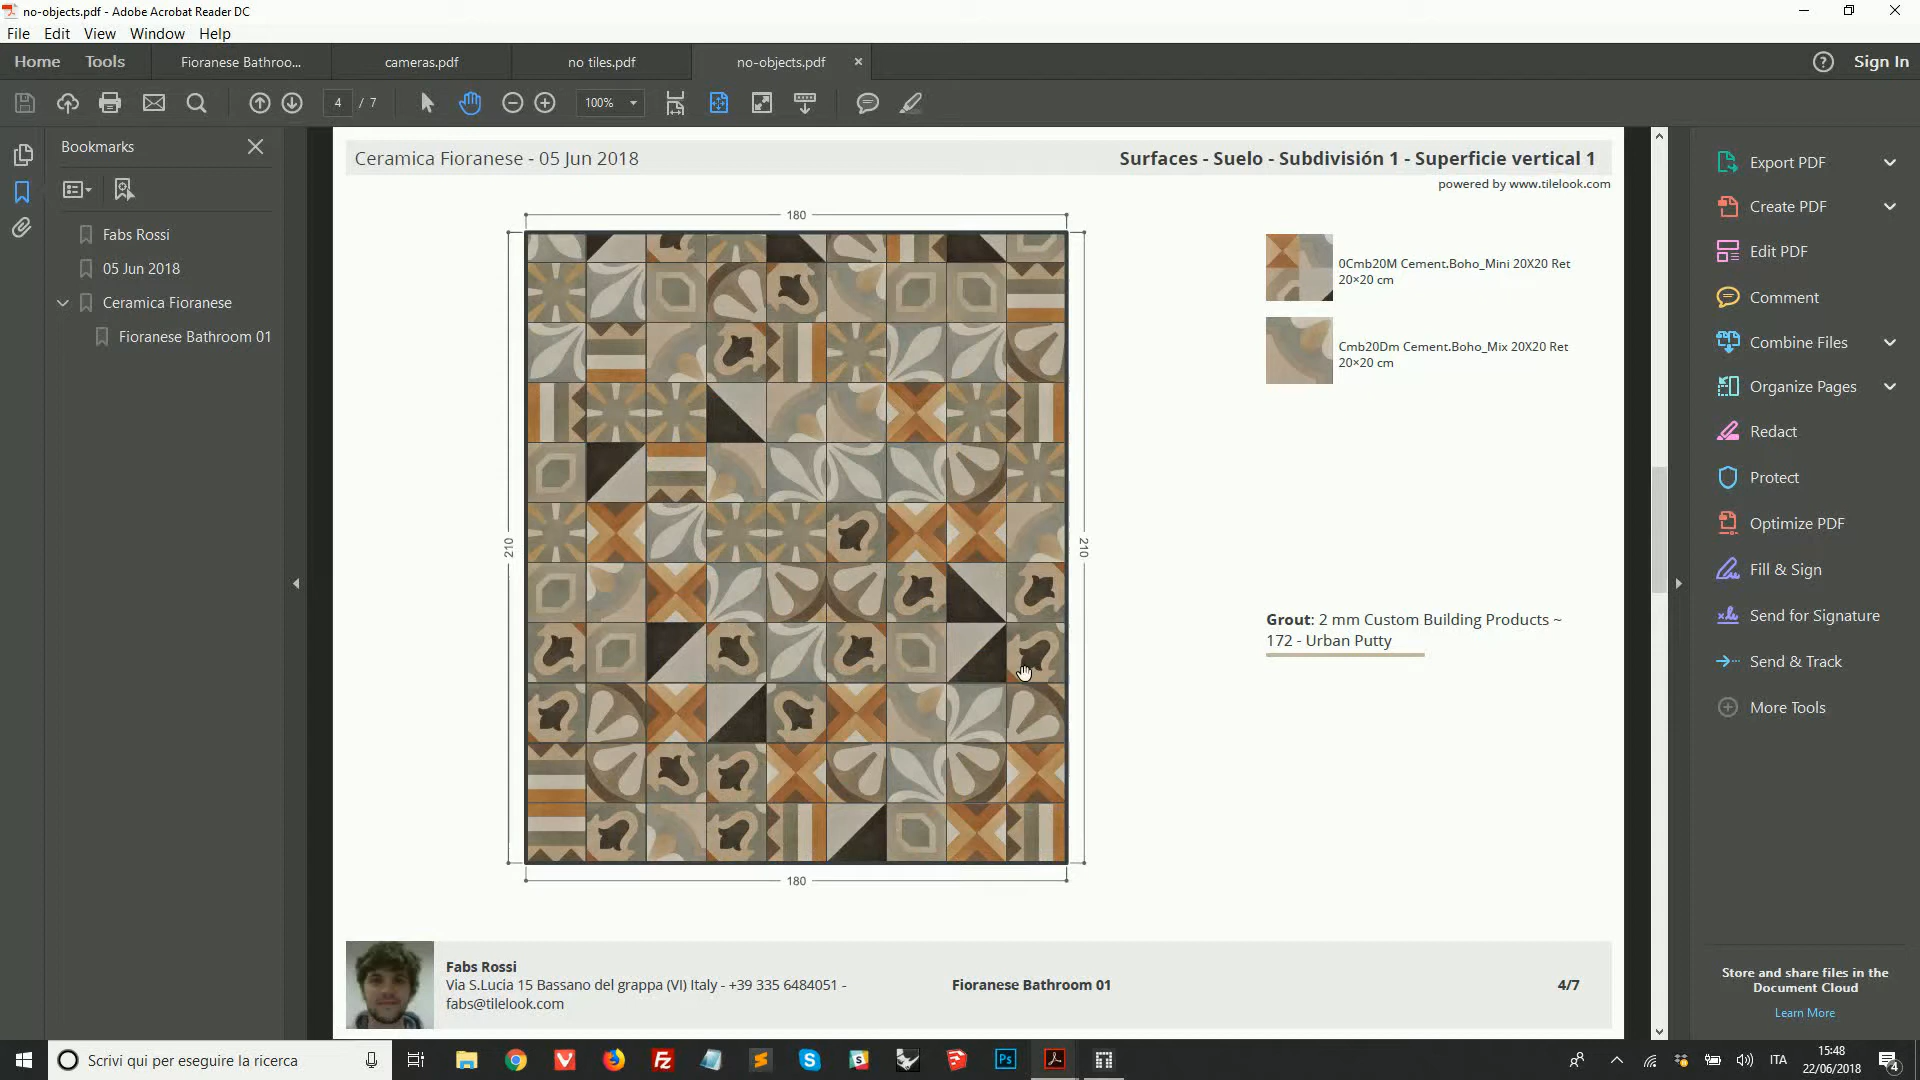 no-objects.pdf - Adobe Acrobat Reader DC
File Edit View Window Help
Home Tools Fioranese Bathroo... cameras.pdf no tiles.pdf no-objects.pdf × Sign In
4 / 7 100%
Bookmarks
Fabs Rossi
05 Jun 2018
Ceramica Fioranese
Fioranese Bathroom 01
Ceramica Fioranese - 05 Jun 2018
Surfaces - Suelo - Subdivisión 1 - Superficie vertical 1
powered by www.tilelook.com
180
210
210
180
0Cmb20M Cement.Boho_Mini 20X20 Ret
20×20 cm
Cmb20Dm Cement.Boho_Mix 20X20 Ret
20×20 cm
Grout: 2 mm Custom Building Products ~
172 - Urban Putty
Fabs Rossi
Via S.Lucia 15 Bassano del grappa (VI) Italy - +39 335 6484051 -
fabs@tilelook.com
Fioranese Bathroom 01
4/7
Export PDF
Create PDF
Edit PDF
Comment
Combine Files
Organize Pages
Redact
Protect
Optimize PDF
Fill & Sign
Send for Signature
Send & Track
More Tools
Store and share files in the
Document Cloud
Learn More
Scrivi qui per eseguire la ricerca
Ps
ITA
15:48
22/06/2018
4